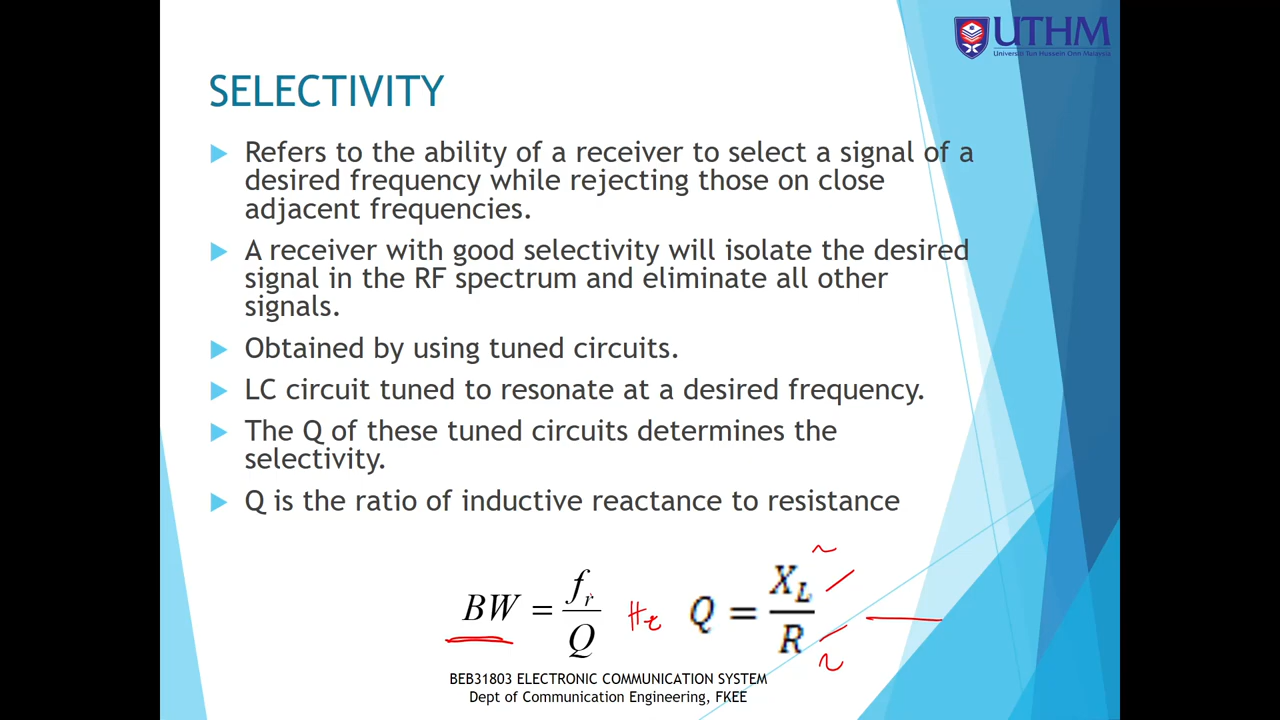 UTHM
Universiti Tun Hussein Onn Malaysia
SELECTIVITY
Refers to the ability of a receiver to select a signal of a
desired frequency while rejecting those on close
adjacent frequencies.
A receiver with good selectivity will isolate the desired
signal in the RF spectrum and eliminate all other
signals.
Obtained by using tuned circuits.
LC circuit tuned to resonate at a desired frequency.
The Q of these tuned circuits determines the
selectivity.
Q is the ratio of inductive reactance to resistance
BW = f_r / Q Hz Q = X_L / R
BEB31803 ELECTRONIC COMMUNICATION SYSTEM
Dept of Communication Engineering, FKEE